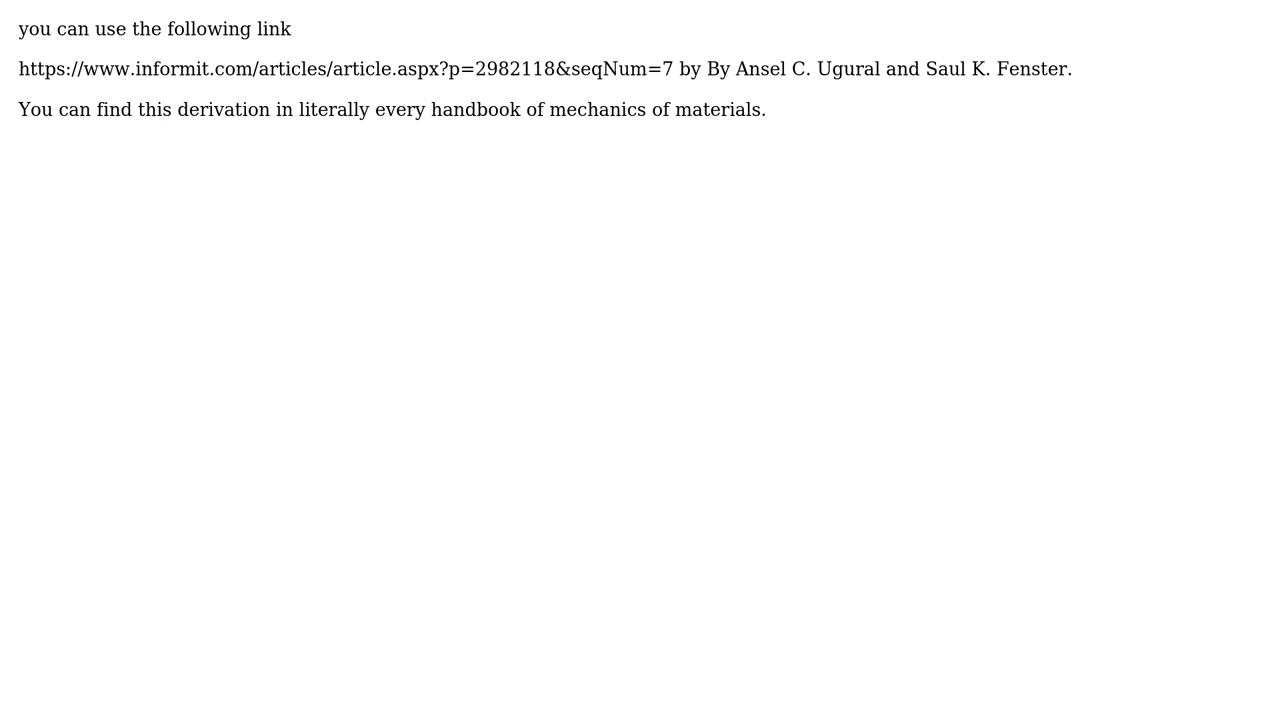 you can use the following link
https://www.informit.com/articles/article.aspx?p=2982118&seqNum=7 by By Ansel C. Ugural and Saul K. Fenster.
You can find this derivation in literally every handbook of mechanics of materials.